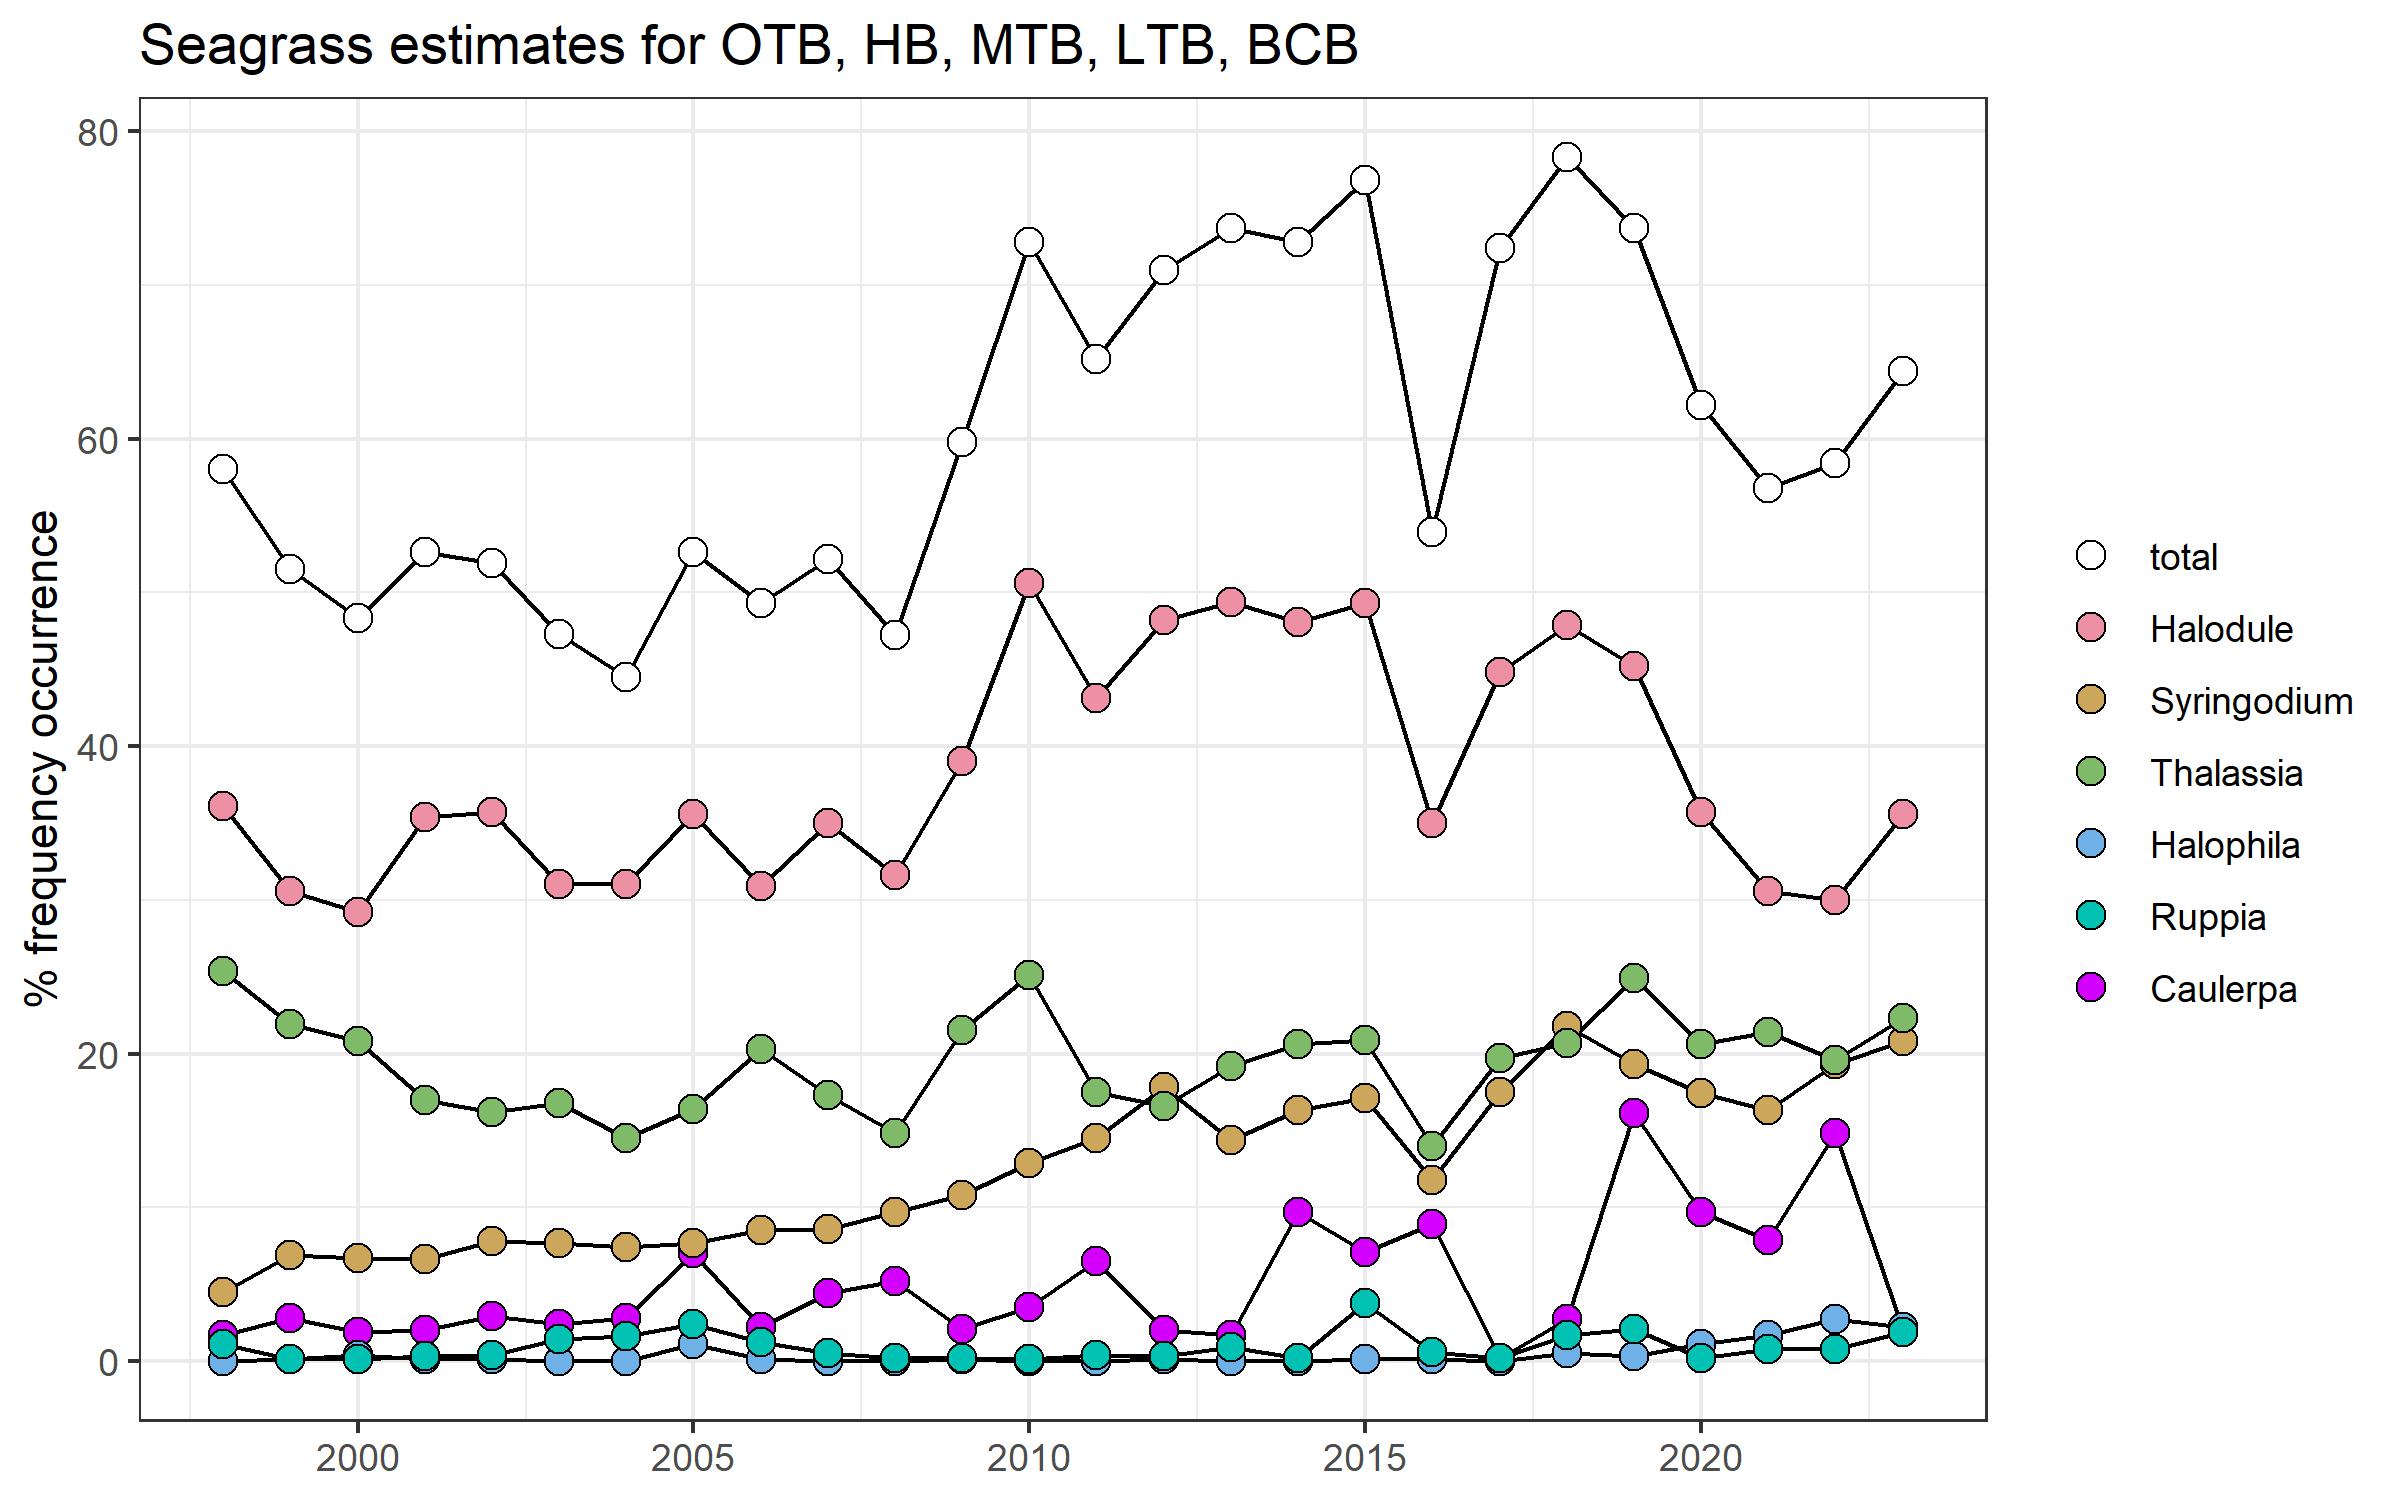 Seagrass estimates for OTB, HB, MTB, LTB, BCB
% frequency occurrence
80
60
40
20
0
2000 2005 2010 2015 2020
total
Halodule
Syringodium
Thalassia
Halophila
Ruppia
Caulerpa